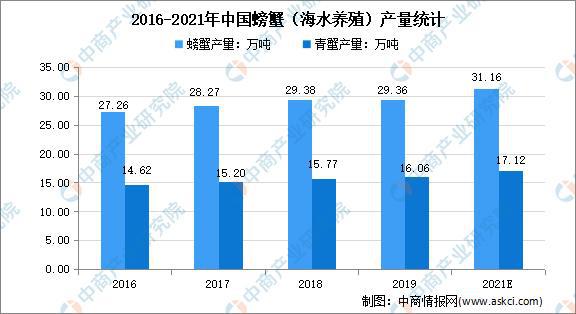 2016-2021年中国螃蟹（海水养殖）产量统计
螃蟹产量：万吨 青蟹产量：万吨
35.00
30.00
25.00
20.00
15.00
10.00
5.00
0.00
27.26 28.27 29.38 29.36 31.16
14.62 15.20 15.77 16.06 17.12
2016 2017 2018 2019 2021E
制图：中商情报网(www.askci.com)
中商产业研究院